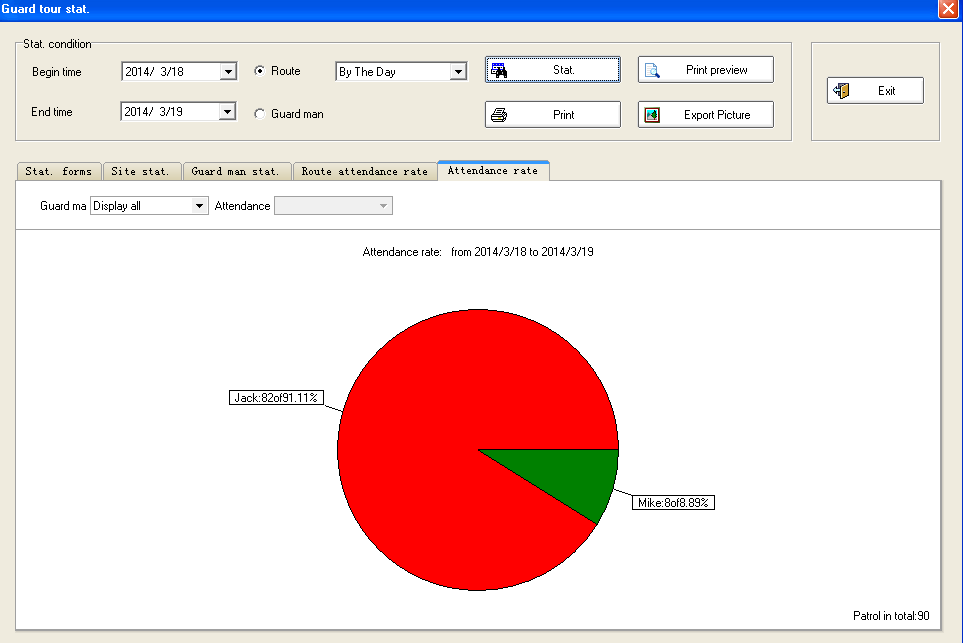 Guard tour stat.
Stat. condition
Begin time
2014/ 3/18
Route
By The Day
Stat.
Print preview
Exit
End time
2014/ 3/19
Guard man
Print
Export Picture
Stat. forms
Site stat.
Guard man stat.
Route attendance rate
Attendance rate
Guard ma
Display all
Attendance
Attendance rate: from 2014/3/18 to 2014/3/19
Jack:82of91.11%
Mike:8of8.89%
Patrol in total:90